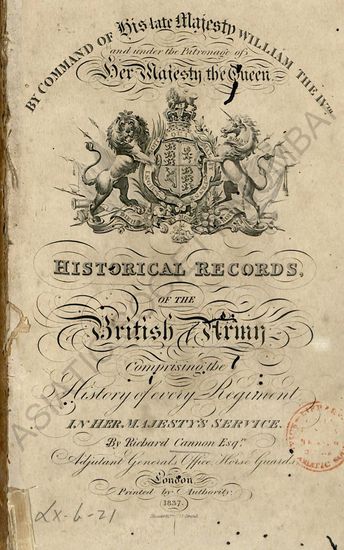 BY COMMAND OF His late Majesty WILLIAM THE IVTH
and under the Patronage of
Her Majesty the Queen
HISTORICAL RECORDS,
OF THE
British Army
Comprising the
History of every Regiment
IN HER MAJESTY'S SERVICE.
By Richard Cannon Esqr.
Adjutant General's Office, Horse Guards.
London
Printed by Authority:
1837.
LX-6-21